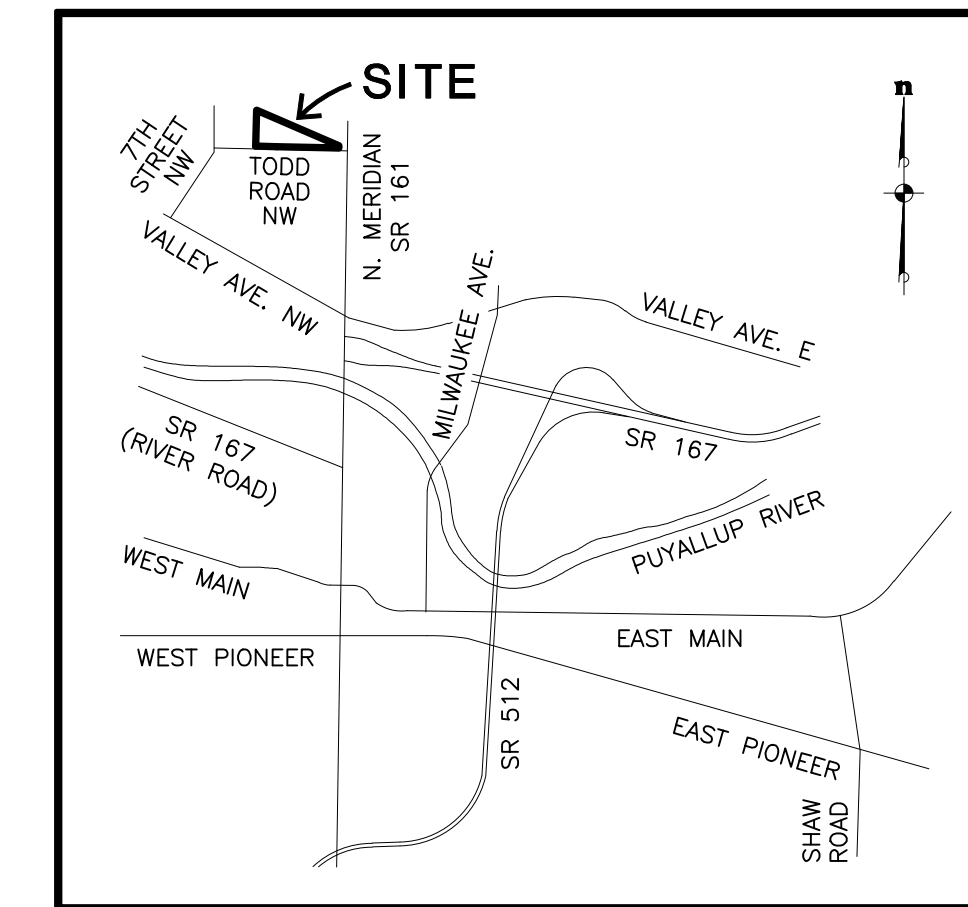 SITE
n
7TH
STREET
NW
TODD
ROAD
NW
N. MERIDIAN
SR 161
VALLEY AVE. NW
MILWAUKEE AVE.
VALLEY AVE. E
SR 167
(RIVER ROAD)
SR 167
PUYALLUP RIVER
WEST MAIN
EAST MAIN
WEST PIONEER
SR 512
EAST PIONEER
SHAW
ROAD